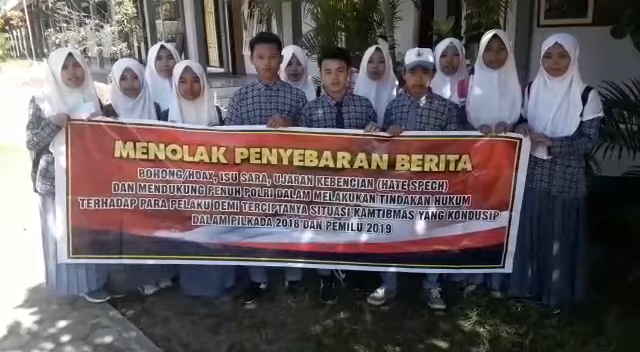 MENOLAK PENYEBARAN BERITA
BOHONG/HOAX, ISU SARA, UJARAN KEBENCIAN (HATE SPECH)
DAN MENDUKUNG PENUH POLRI DALAM MELAKUKAN TINDAKAN HUKUM
TERHADAP PARA PELAKU DEMI TERCIPTANYA SITUASI KAMTIBMAS YANG KONDUSIP
DALAM PILKADA 2018 DAN PEMILU 2019